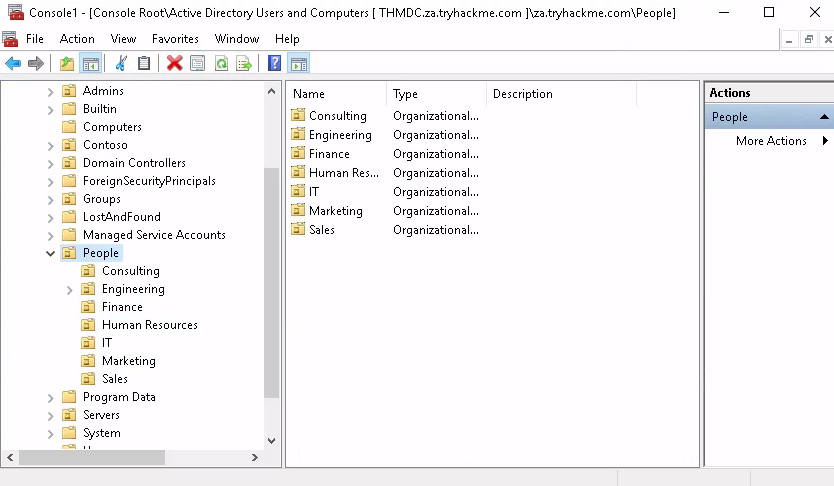 Console1 - [Console Root\Active Directory Users and Computers [ THMDC.za.tryhackme.com ]\za.tryhackme.com\People]
File Action View Favorites Window Help
Admins
Builtin
Computers
Contoso
Domain Controllers
ForeignSecurityPrincipals
Groups
LostAndFound
Managed Service Accounts
People
Consulting
Engineering
Finance
Human Resources
IT
Marketing
Sales
Program Data
Servers
System
Name Type Description
Consulting Organizational...
Engineering Organizational...
Finance Organizational...
Human Res... Organizational...
IT Organizational...
Marketing Organizational...
Sales Organizational...
Actions
People
More Actions